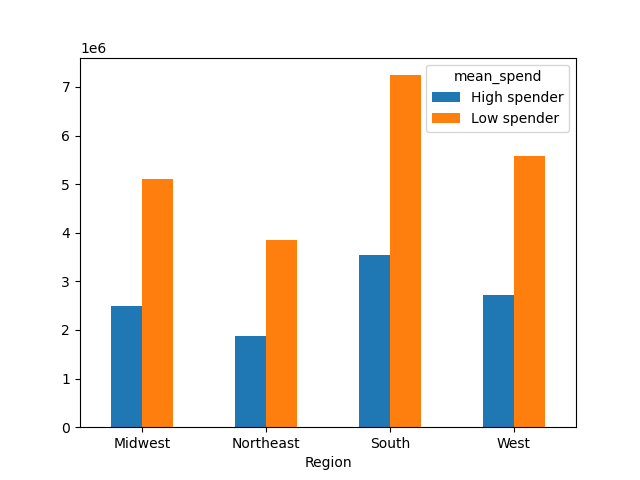 1e6
7
6
5
4
3
2
1
0
mean_spend
High spender
Low spender
Midwest Northeast South West
Region